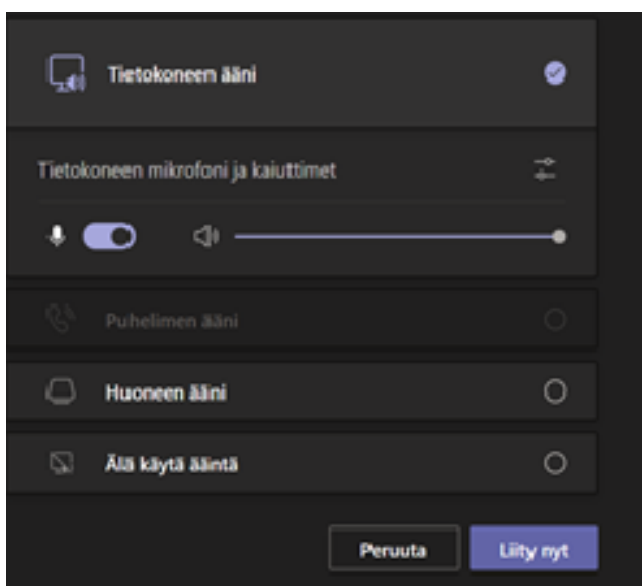 Tietokoneen ääni
Tietokoneen mikrofoni ja kaiuttimet
Puhelimen ääni
Huoneen ääni
Älä käytä ääntä
Peruuta
Liity nyt